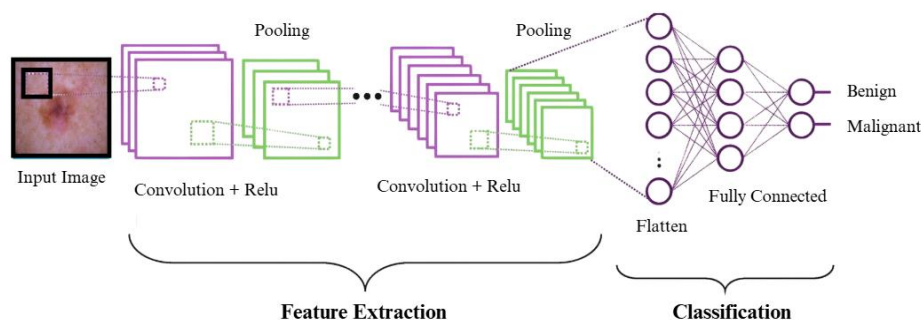 Pooling
Pooling
Benign
Malignant
Input Image
Convolution + Relu
Convolution + Relu
Fully Connected
Flatten
Feature Extraction
Classification